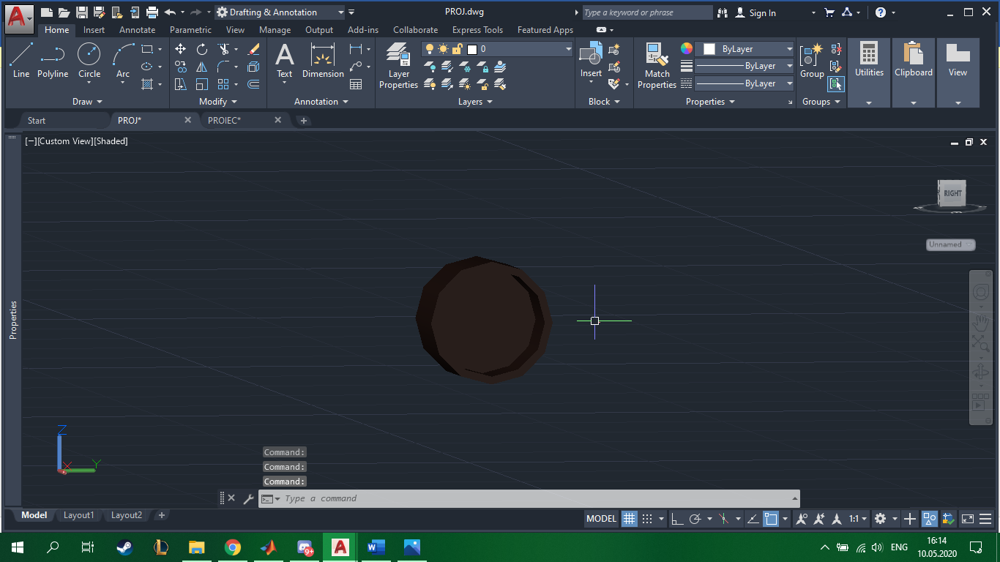 A Drafting & Annotation PROJ.dwg Type a keyword or phrase Sign In ?
Home Insert Annotate Parametric View Manage Output Add-ins Collaborate Express Tools Featured Apps
0 ByLayer
Line Polyline Circle Arc A Text Dimension Layer Properties Insert Match Properties ByLayer Group Utilities Clipboard View
ByLayer
Draw Modify Annotation Layers Block Properties Groups
Start PROJ* PROIEC*
[−][Custom View][Shaded]
RIGHT
Unnamed
Properties
Z
X Y
Command:
Command:
Command:
Type a command
Model Layout1 Layout2 MODEL 1:1
9+ A W ENG 16:14
10.05.2020